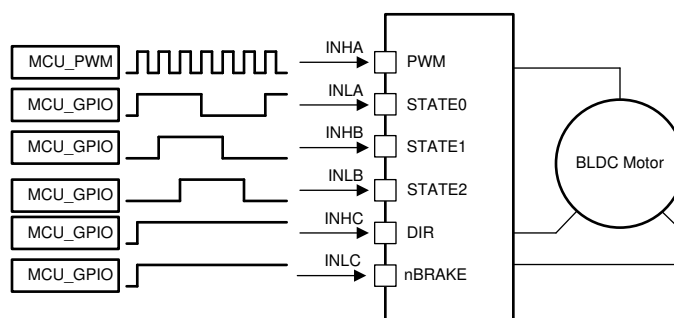 MCU_PWM INHA PWM
MCU_GPIO INLA STATE0
MCU_GPIO INHB STATE1
BLDC Motor
MCU_GPIO INLB STATE2
MCU_GPIO INHC DIR
MCU_GPIO INLC nBRAKE